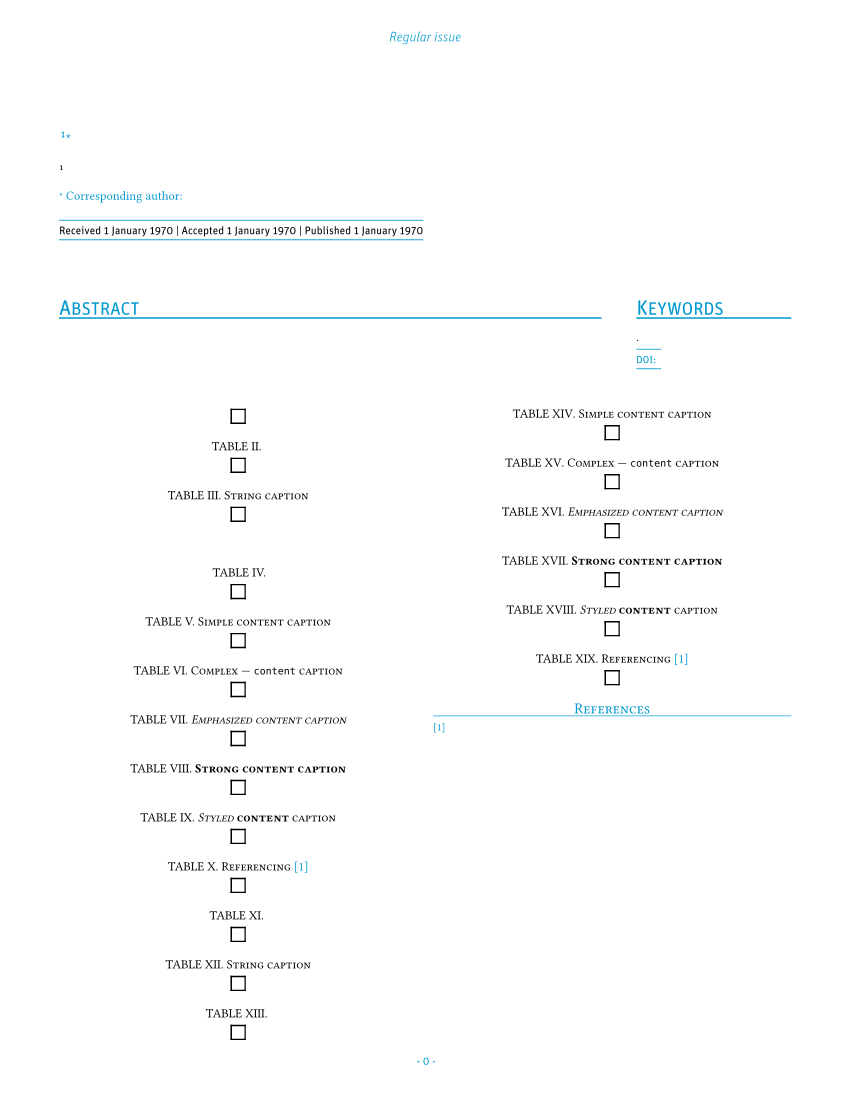 Regular issue
1*
1
* Corresponding author:
Received 1 January 1970 | Accepted 1 January 1970 | Published 1 January 1970
Abstract
Keywords
.
DOI:
TABLE II.
TABLE III. String caption
TABLE IV.
TABLE V. Simple content caption
TABLE VI. Complex — content caption
TABLE VII. Emphasized content caption
TABLE VIII. Strong content caption
TABLE IX. Styled content caption
TABLE X. Referencing [1]
TABLE XI.
TABLE XII. String caption
TABLE XIII.
TABLE XIV. Simple content caption
TABLE XV. Complex — content caption
TABLE XVI. Emphasized content caption
TABLE XVII. Strong content caption
TABLE XVIII. Styled content caption
TABLE XIX. Referencing [1]
References
[1]
- 0 -